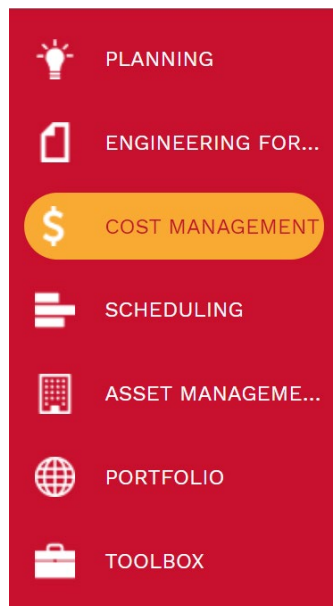 PLANNING
ENGINEERING FOR...
COST MANAGEMENT
SCHEDULING
ASSET MANAGEME...
PORTFOLIO
TOOLBOX